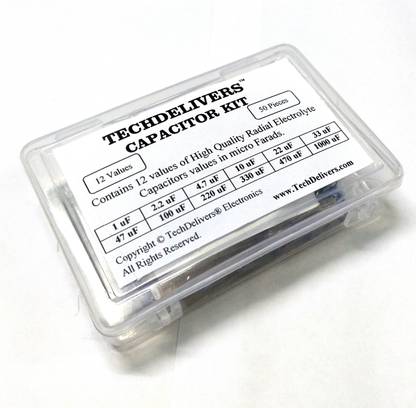 TECHDELIVERS™
CAPACITOR KIT
12 Values
50 Pieces
Contains 12 values of High Quality Radial Electrolyte
Capacitors values in micro Farads.
1 uF 2.2 uF 4.7 uF 10 uF 22 uF 33 uF
47 uF 100 uF 220 uF 330 uF 470 uF 1000 uF
Copyright © TechDelivers® Electronics
All Rights Reserved.
www.TechDelivers.com